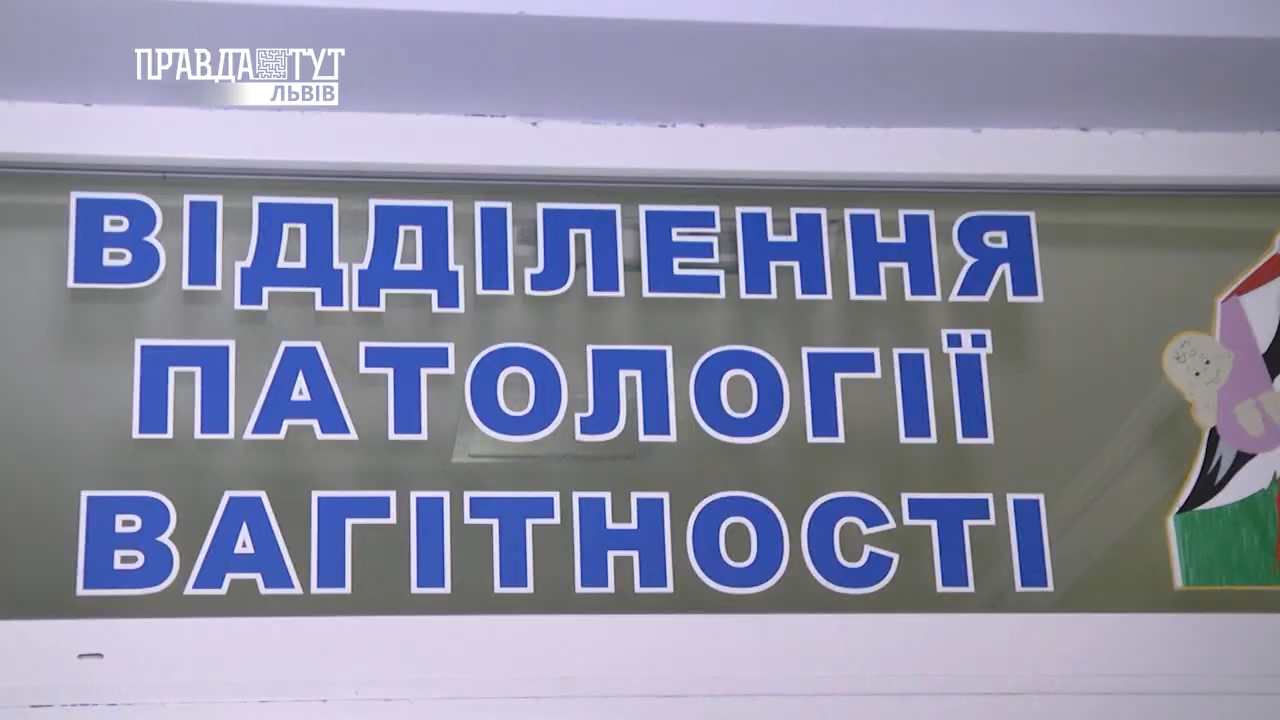 ПРАВДА ТУТ
ЛЬВІВ
ВІДДІЛЕННЯ
ПАТОЛОГІЇ
ВАГІТНОСТІ